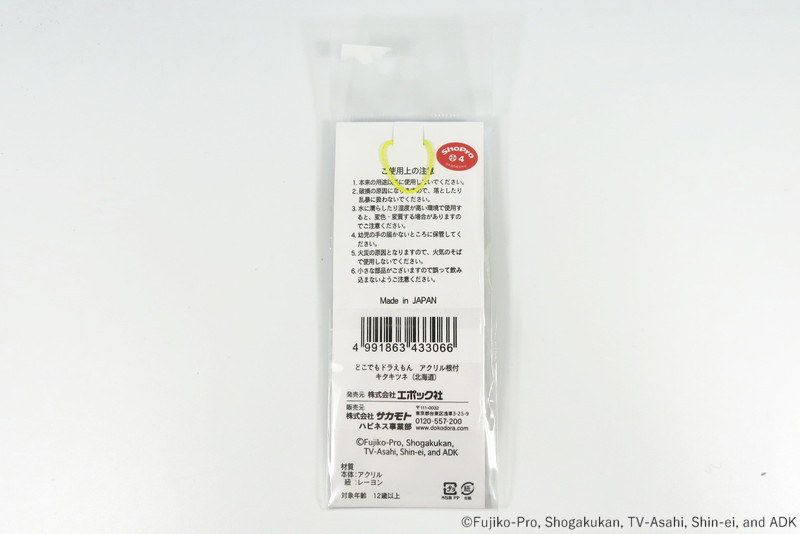 ShoPro
4
ご使用上の注意
1. 本来の用途以外に使用しないでください。
2. 破損の原因になりますので、落としたり
乱暴に扱わないでください。
3. 水に濡らしたり湿度が高い環境で使用す
ると、変色・変質する場合がありますの
でご注意ください。
4. 幼児の手の届かないところに保管してく
ださい。
5. 火災の原因となりますので、火気のそば
で使用しないでください。
6. 小さな部品がございますので誤って飲み
込まないようご注意ください。
Made in JAPAN
4 991863 433066
どこでもドラえもん アクリル根付
キタキツネ（北海道）
発売元 株式会社 エポック社
販売元
株式会社 サカモト
ハピネス事業部
〒111-0032
東京都台東区浅草3-25-9
0120-557-200
www.dokodora.com
©Fujiko-Pro, Shogakukan,
TV-Asahi, Shin-ei, and ADK
材質
本体：アクリル
紐：レーヨン
対象年齢 12歳以上
プラ
紙
©Fujiko-Pro, Shogakukan, TV-Asahi, Shin-ei, and ADK